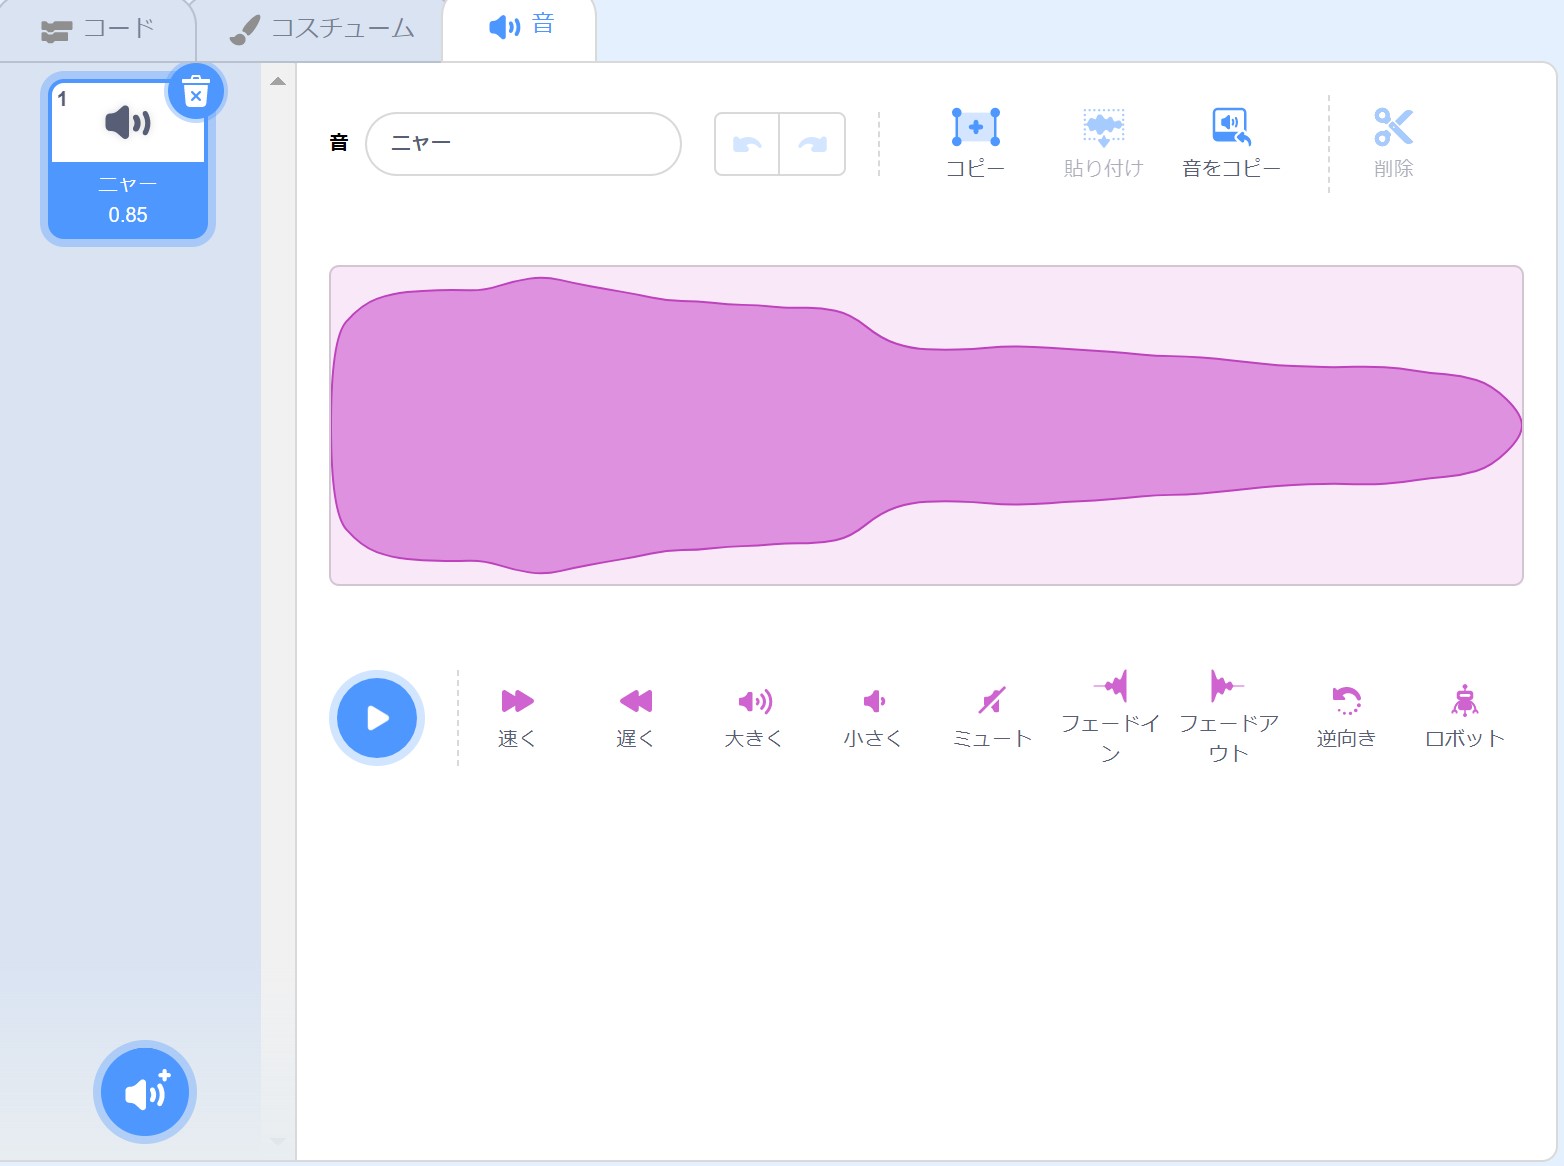 コード
コスチューム
音
1
ニャー
0.85
音
ニャー
コピー
貼り付け
音をコピー
削除
速く
遅く
大きく
小さく
ミュート
フェードイ
ン
フェードア
ウト
逆向き
ロボット